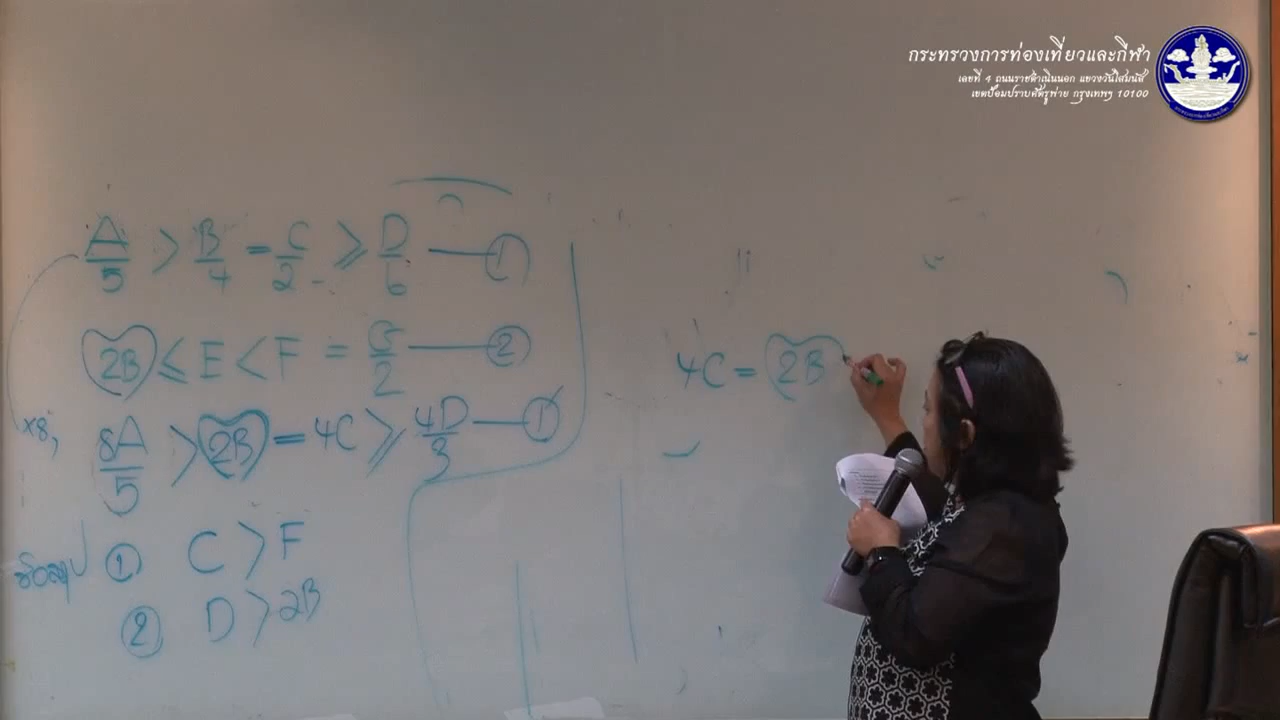 กระทรวงการท่องเที่ยวและกีฬา
เลขที่ 4 ถนนราชดำเนินนอก แขวงวัดโสมนัส
เขตป้อมปราบศัตรูพ่าย กรุงเทพฯ 10100
A/5 > B/4 = C/2 ≥ D/6 — ①
2B ≤ E < F = G/2 — ②
×8, 8A/5 > 2B = 4C ≥ 4D/3 — ①
ข้อสรุป ① C > F
② D > 2B
4C = 2B